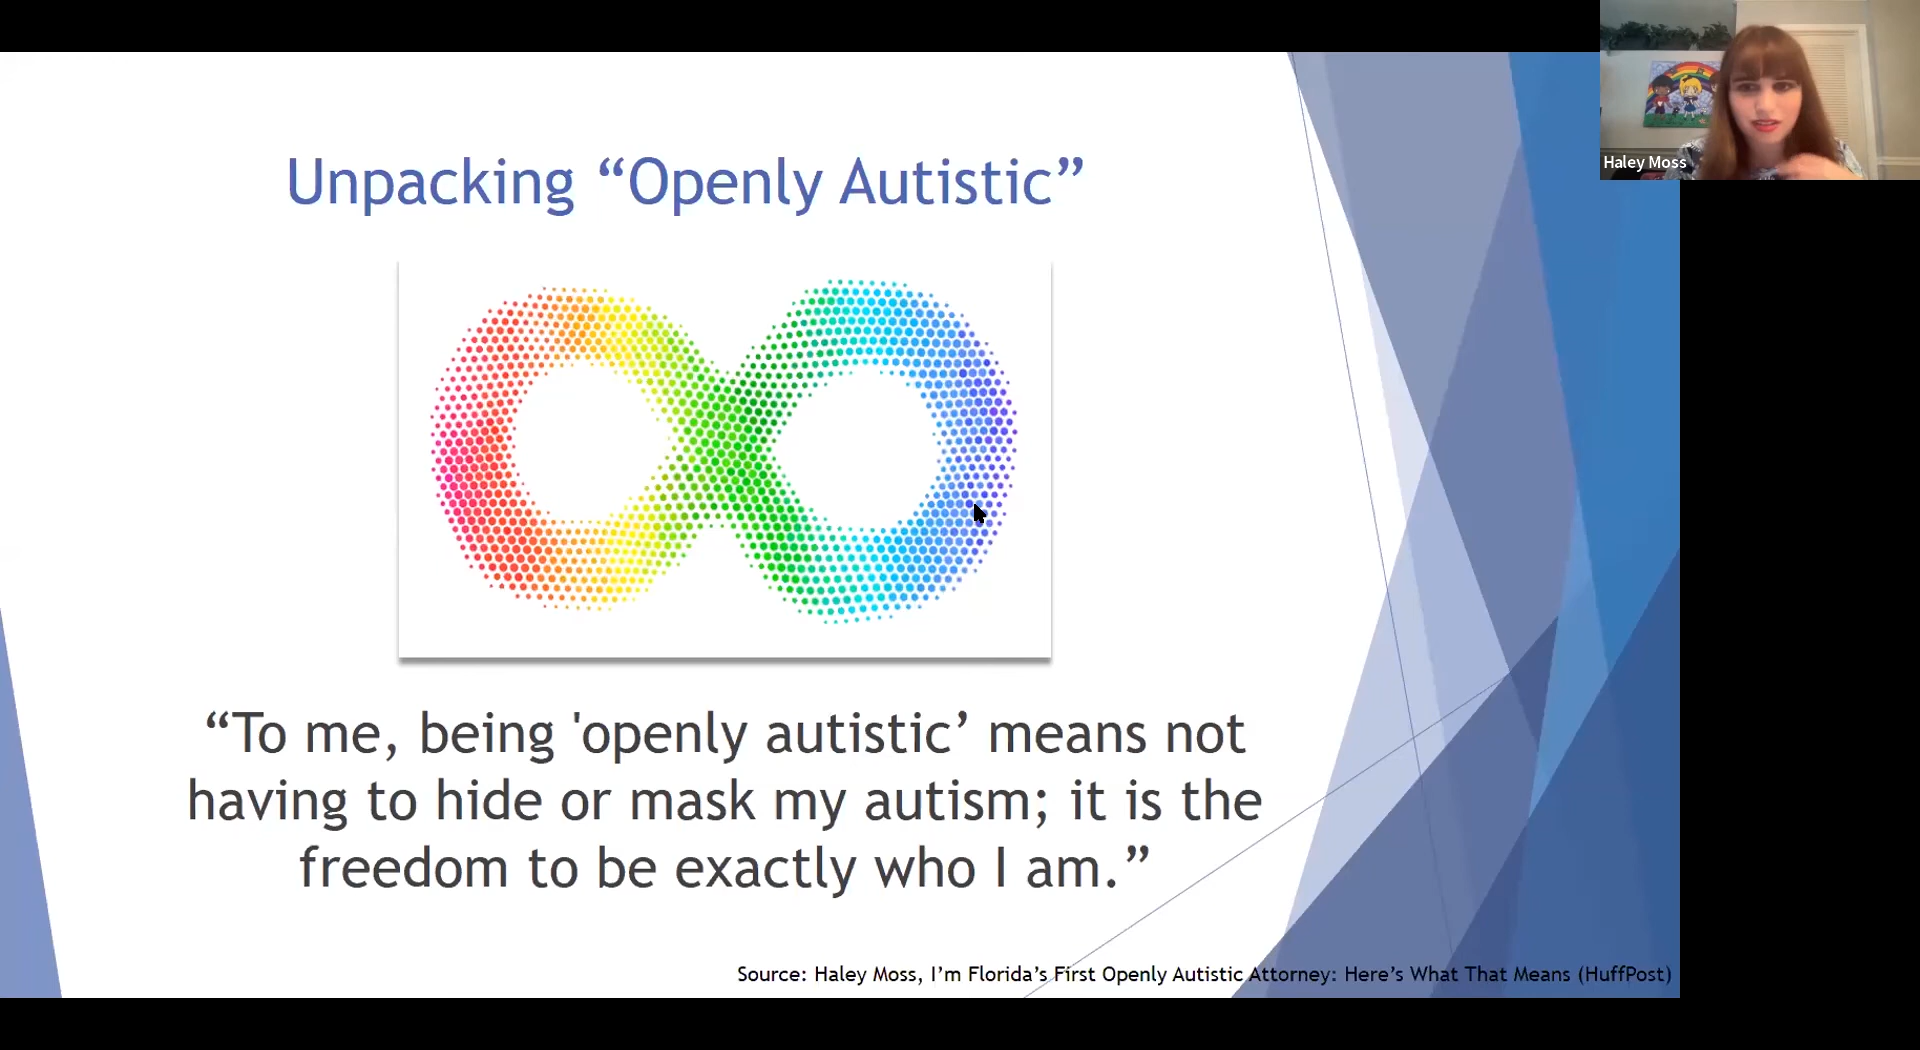 Haley Moss
Unpacking “Openly Autistic”
“To me, being 'openly autistic’ means not
having to hide or mask my autism; it is the
freedom to be exactly who I am.”
Source: Haley Moss, I’m Florida’s First Openly Autistic Attorney: Here’s What That Means (HuffPost)